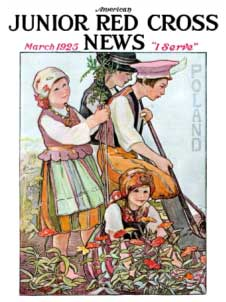 American
JUNIOR RED CROSS
NEWS
March 1925 "I Serve"
POLAND